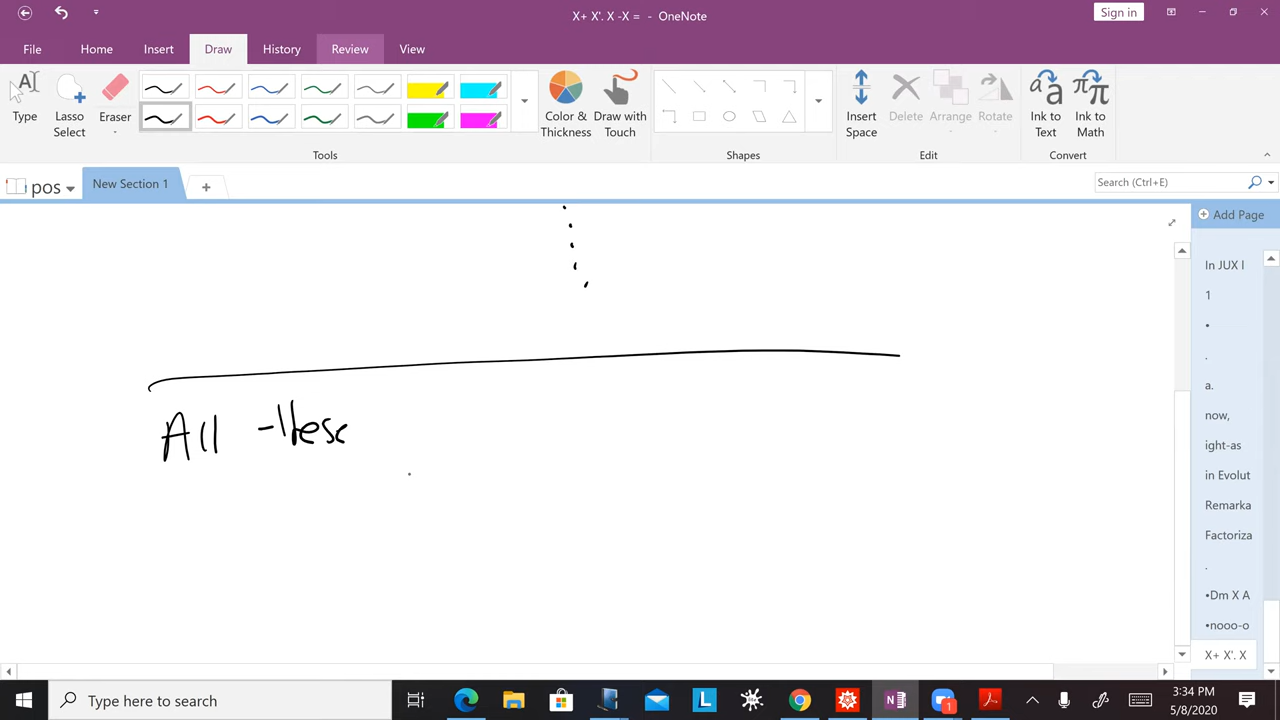 X+ X'. X -X = - OneNote
Sign in
File Home Insert Draw History Review View
Type
Lasso Select
Eraser
Color & Thickness
Draw with Touch
Insert Space
Delete
Arrange
Rotate
Ink to Text
Ink to Math
Tools
Shapes
Edit
Convert
pos
New Section 1
Search (Ctrl+E)
Add Page
In JUX I
1
•
.
a.
now,
ight-as
in Evolut
Remarka
Factoriza
.
•Dm X A
•nooo-o
X+ X'. X
All these
Type here to search
L
1
3:34 PM
5/8/2020